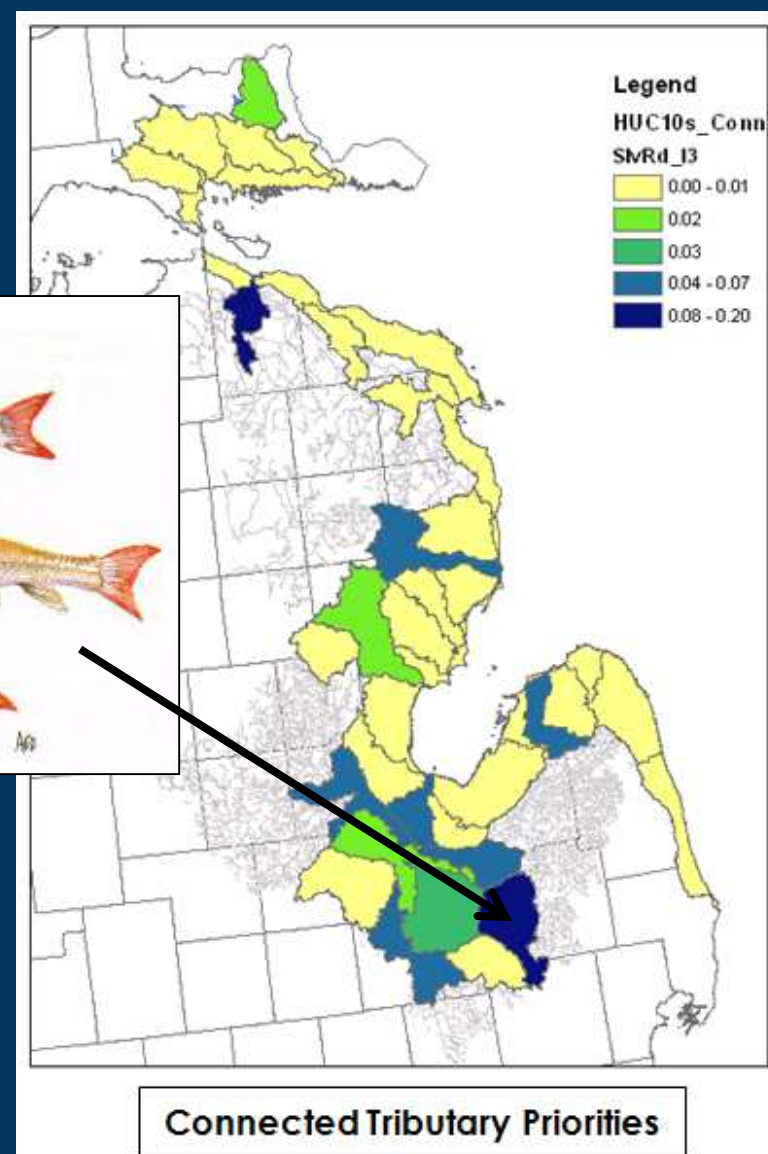 Legend
HUC10s_Conn
SlvRd_I3
0.00 - 0.01
0.02
0.03
0.04 - 0.07
0.08 - 0.20
Connected Tributary Priorities